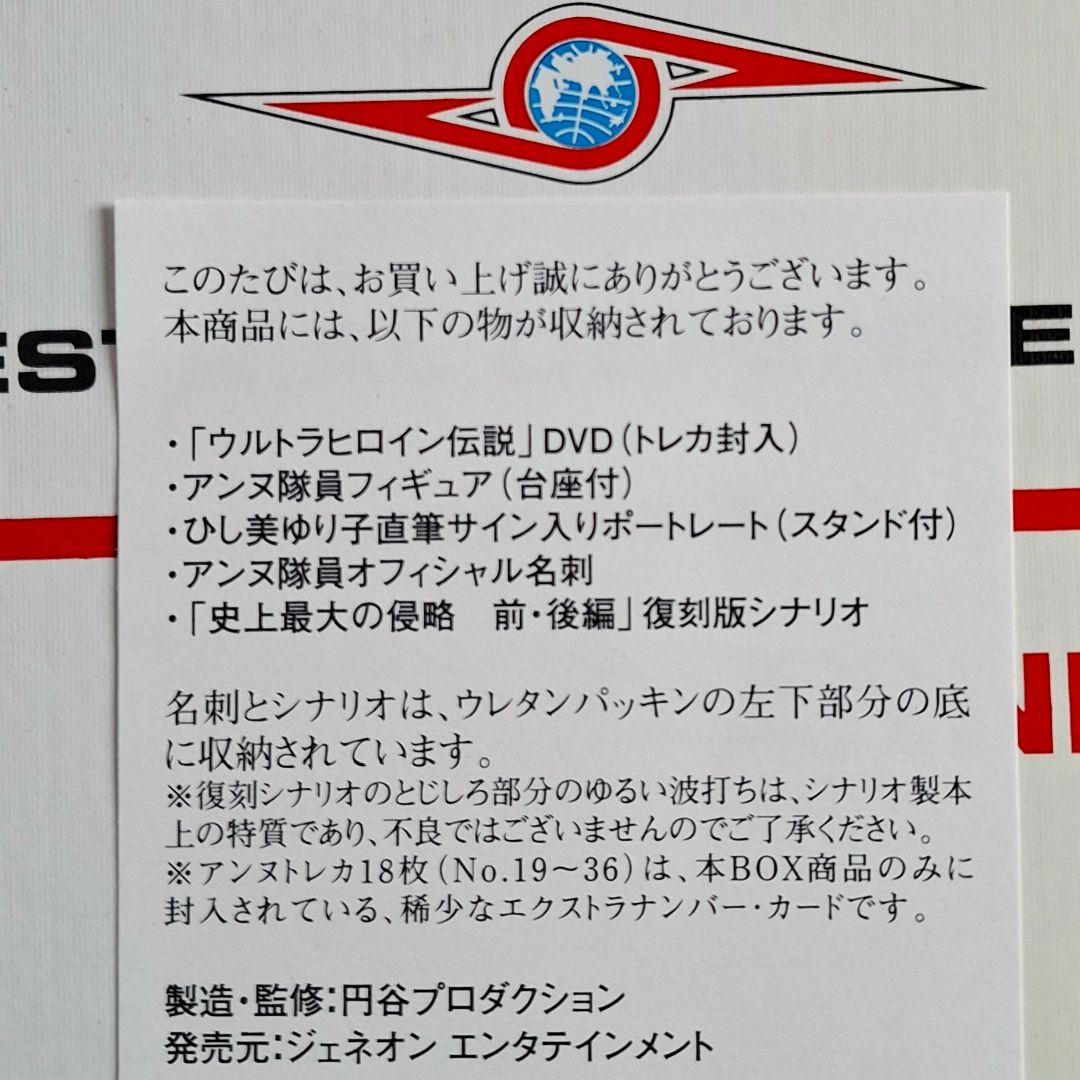 このたびは、お買い上げ誠にありがとうございます。
本商品には、以下の物が収納されております。
EST
E
・「ウルトラヒロイン伝説」DVD(トレカ封入)
・アンヌ隊員フィギュア(台座付)
・ひし美ゆり子直筆サイン入りポートレート(スタンド付)
・アンヌ隊員オフィシャル名刺
・「史上最大の侵略　前・後編」復刻版シナリオ
名刺とシナリオは、ウレタンパッキンの左下部分の底
に収納されています。
※復刻シナリオのとじしろ部分のゆるい波打ちは、シナリオ製本
上の特質であり、不良ではございませんのでご了承ください。
※アンヌトレカ18枚(No.19〜36)は、本BOX商品のみに
封入されている、稀少なエクストラナンバー・カードです。
製造・監修:円谷プロダクション
発売元:ジェネオン エンタテインメント